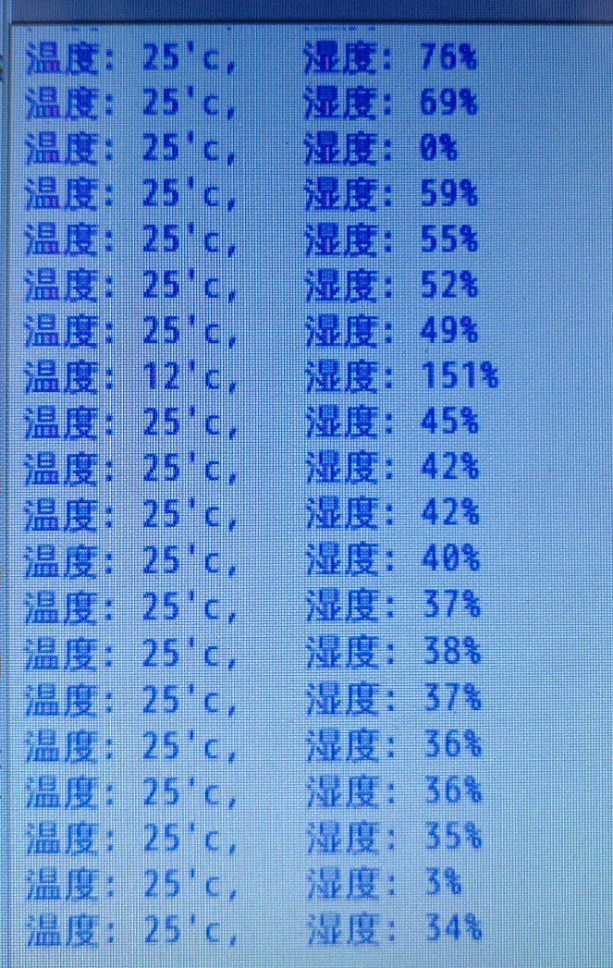 温度: 25'c, 湿度: 76%
温度: 25'c, 湿度: 69%
温度: 25'c, 湿度: 0%
温度: 25'c, 湿度: 59%
温度: 25'c, 湿度: 55%
温度: 25'c, 湿度: 52%
温度: 25'c, 湿度: 49%
温度: 12'c, 湿度: 151%
温度: 25'c, 湿度: 45%
温度: 25'c, 湿度: 42%
温度: 25'c, 湿度: 42%
温度: 25'c, 湿度: 40%
温度: 25'c, 湿度: 37%
温度: 25'c, 湿度: 38%
温度: 25'c, 湿度: 37%
温度: 25'c, 湿度: 36%
温度: 25'c, 湿度: 36%
温度: 25'c, 湿度: 35%
温度: 25'c, 湿度: 3%
温度: 25'c, 湿度: 34%